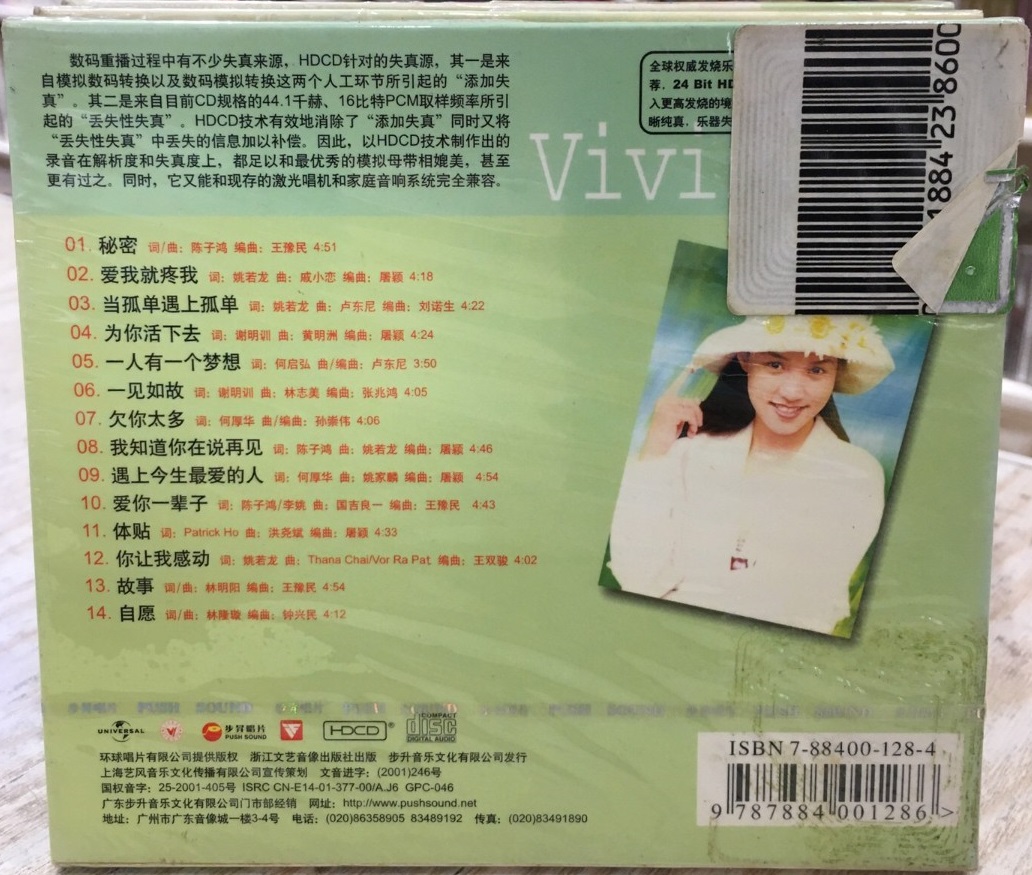 数码重播过程中有不少失真来源，HDCD针对的失真源，其一是来
自模拟数码转换以及数码模拟转换这两个人工环节所引起的“添加失
真”。其二是来自目前CD规格的44.1千赫、16比特PCM取样频率所引
起的“丢失性失真”。HDCD技术有效地消除了“添加失真”同时又将
“丢失性失真”中丢失的信息加以补偿。因此，以HDCD技术制作出的
录音在解析度和失真度上，都足以和最优秀的模拟母带相媲美，甚至
更有过之。同时，它又能和现存的激光唱机和家庭音响系统完全兼容。
全球权威发烧乐
荐，24 Bit HD
入更高发烧的境
晰纯真，乐器失
Vivi
884 23 8600
01. 秘密 词/曲：陈子鸿 编曲：王豫民 4:51
02. 爱我就疼我 词：姚若龙 曲：戚小恋 编曲：屠颖 4:18
03. 当孤单遇上孤单 词：姚若龙 曲：卢东尼 编曲：刘诺生 4:22
04. 为你活下去 词：谢明训 曲：黄明洲 编曲：屠颖 4:24
05. 一人有一个梦想 词：何启弘 曲/编曲：卢东尼 3:50
06. 一见如故 词：谢明训 曲：林志美 编曲：张兆鸿 4:05
07. 欠你太多 词：何厚华 曲/编曲：孙崇伟 4:06
08. 我知道你在说再见 词：陈子鸿 曲：姚若龙 编曲：屠颖 4:46
09. 遇上今生最爱的人 词：何厚华 曲：姚家麟 编曲：屠颖 4:54
10. 爱你一辈子 词：陈子鸿/李姚 曲：国吉良一 编曲：王豫民 4:43
11. 体贴 词：Patrick Ho 曲：洪尧斌 编曲：屠颖 4:33
12. 你让我感动 词：姚若龙 曲：Thana Chai/Vor Ra Pat 编曲：王双骏 4:02
13. 故事 词/曲：林明阳 编曲：王豫民 4:54
14. 自愿 词/曲：林隆璇 编曲：钟兴民 4:12
PUSH SOUND
UNIVERSAL 步升唱片 PUSH SOUND HDCD® COMPACT disc DIGITAL AUDIO
环球唱片有限公司提供版权 浙江文艺音像出版社出版 步升音乐文化有限公司发行
上海艺风音乐文化传播有限公司宣传策划 文音进字：(2001)246号
国权音字：25-2001-405号 ISRC CN-E14-01-377-00/A.J6 GPC-046
广东步升音乐文化有限公司门市部经销 网址：http://www.pushsound.net
地址：广州市广东音像城一楼3-4号 电话：(020)86358905 83489192 传真：(020)83491890
ISBN 7-88400-128-4
9 787884 001286 >